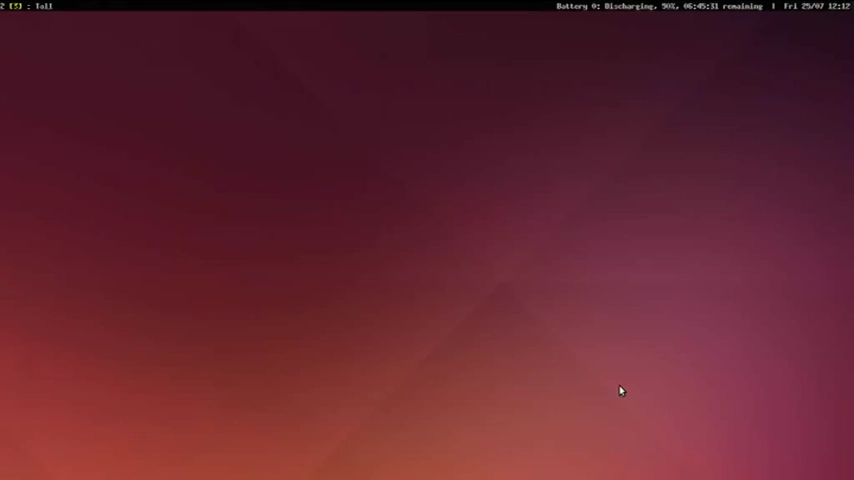 2 [3] : Tall
Battery 0: Discharging, 90%, 06:45:31 remaining | Fri 25/07 12:12